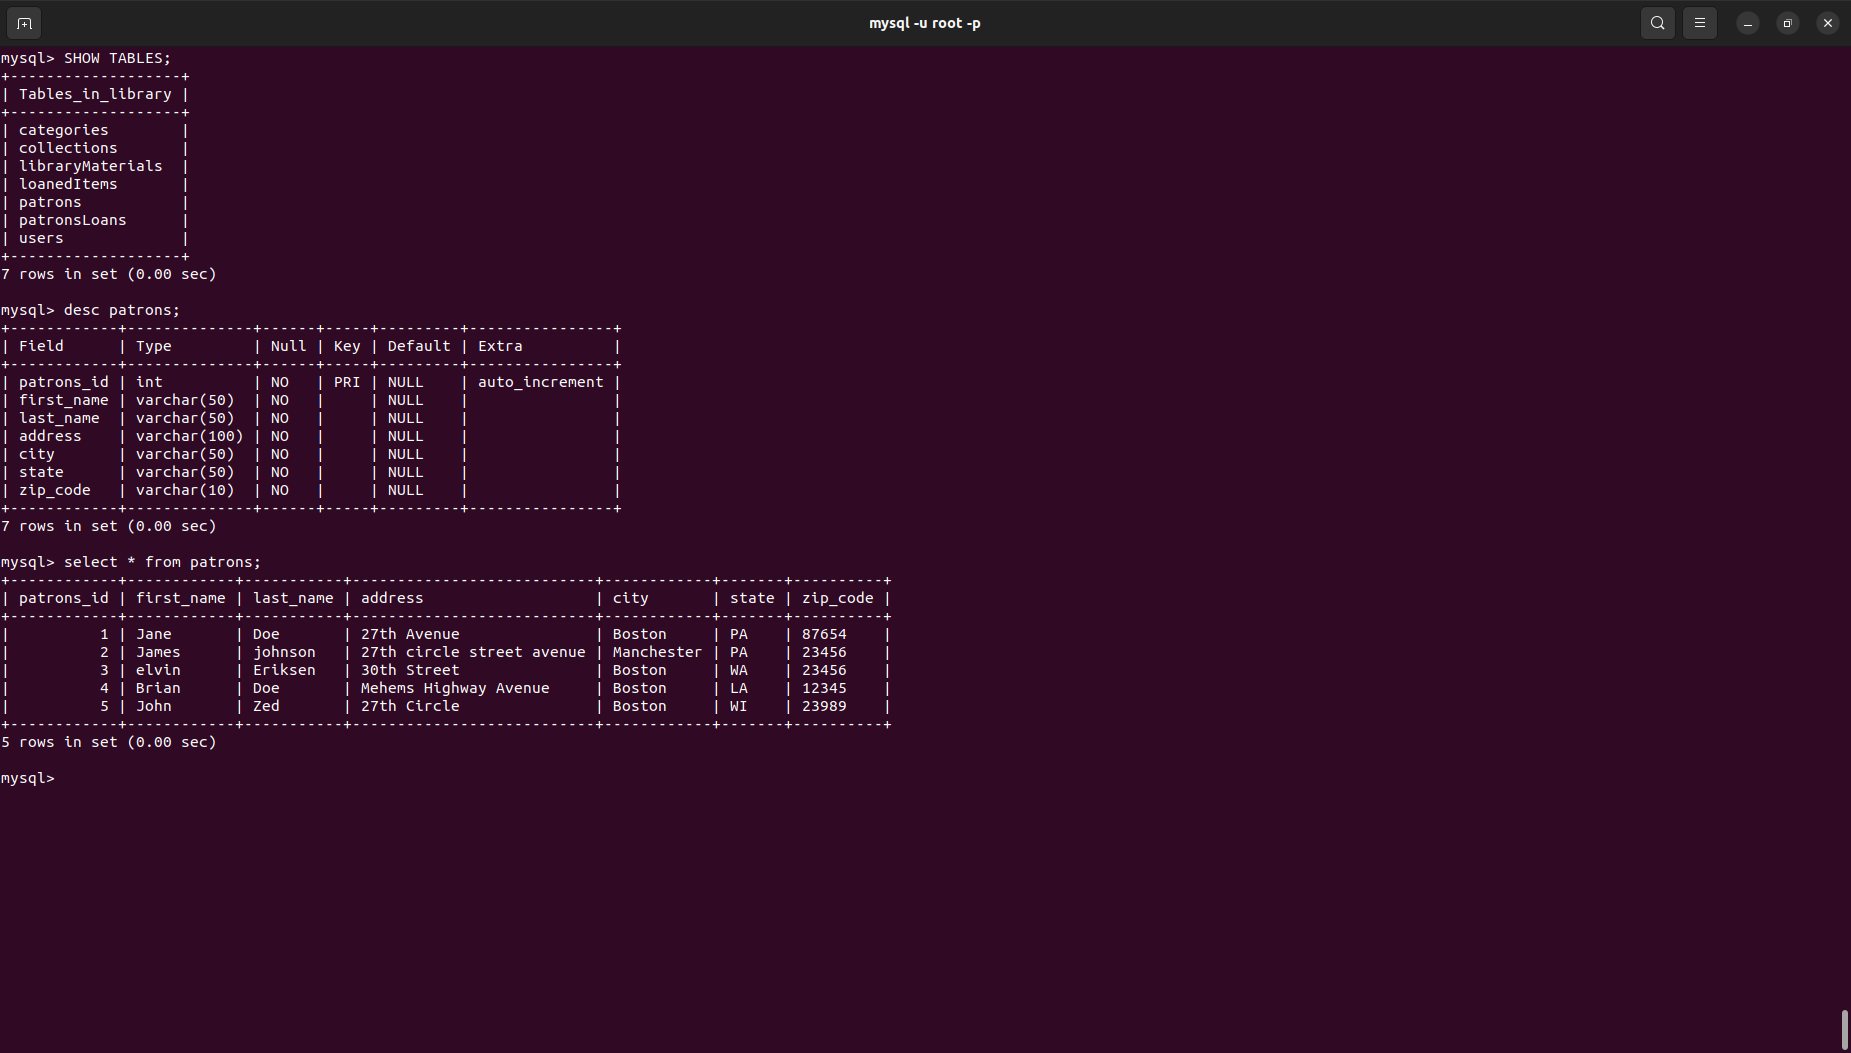 mysql -u root -p
mysql> SHOW TABLES;
+-------------------+
| Tables_in_library |
+-------------------+
| categories        |
| collections       |
| libraryMaterials  |
| loanedItems       |
| patrons           |
| patronsLoans      |
| users             |
+-------------------+
7 rows in set (0.00 sec)

mysql> desc patrons;
+------------+--------------+------+-----+---------+----------------+
| Field      | Type         | Null | Key | Default | Extra          |
+------------+--------------+------+-----+---------+----------------+
| patrons_id | int          | NO   | PRI | NULL    | auto_increment |
| first_name | varchar(50)  | NO   |     | NULL    |                |
| last_name  | varchar(50)  | NO   |     | NULL    |                |
| address    | varchar(100) | NO   |     | NULL    |                |
| city       | varchar(50)  | NO   |     | NULL    |                |
| state      | varchar(50)  | NO   |     | NULL    |                |
| zip_code   | varchar(10)  | NO   |     | NULL    |                |
+------------+--------------+------+-----+---------+----------------+
7 rows in set (0.00 sec)

mysql> select * from patrons;
+------------+------------+-----------+---------------------------+------------+-------+----------+
| patrons_id | first_name | last_name | address                   | city       | state | zip_code |
+------------+------------+-----------+---------------------------+------------+-------+----------+
|          1 | Jane       | Doe       | 27th Avenue               | Boston     | PA    | 87654    |
|          2 | James      | johnson   | 27th circle street avenue | Manchester | PA    | 23456    |
|          3 | elvin      | Eriksen   | 30th Street               | Boston     | WA    | 23456    |
|          4 | Brian      | Doe       | Mehems Highway Avenue     | Boston     | LA    | 12345    |
|          5 | John       | Zed       | 27th Circle               | Boston     | WI    | 23989    |
+------------+------------+-----------+---------------------------+------------+-------+----------+
5 rows in set (0.00 sec)

mysql>